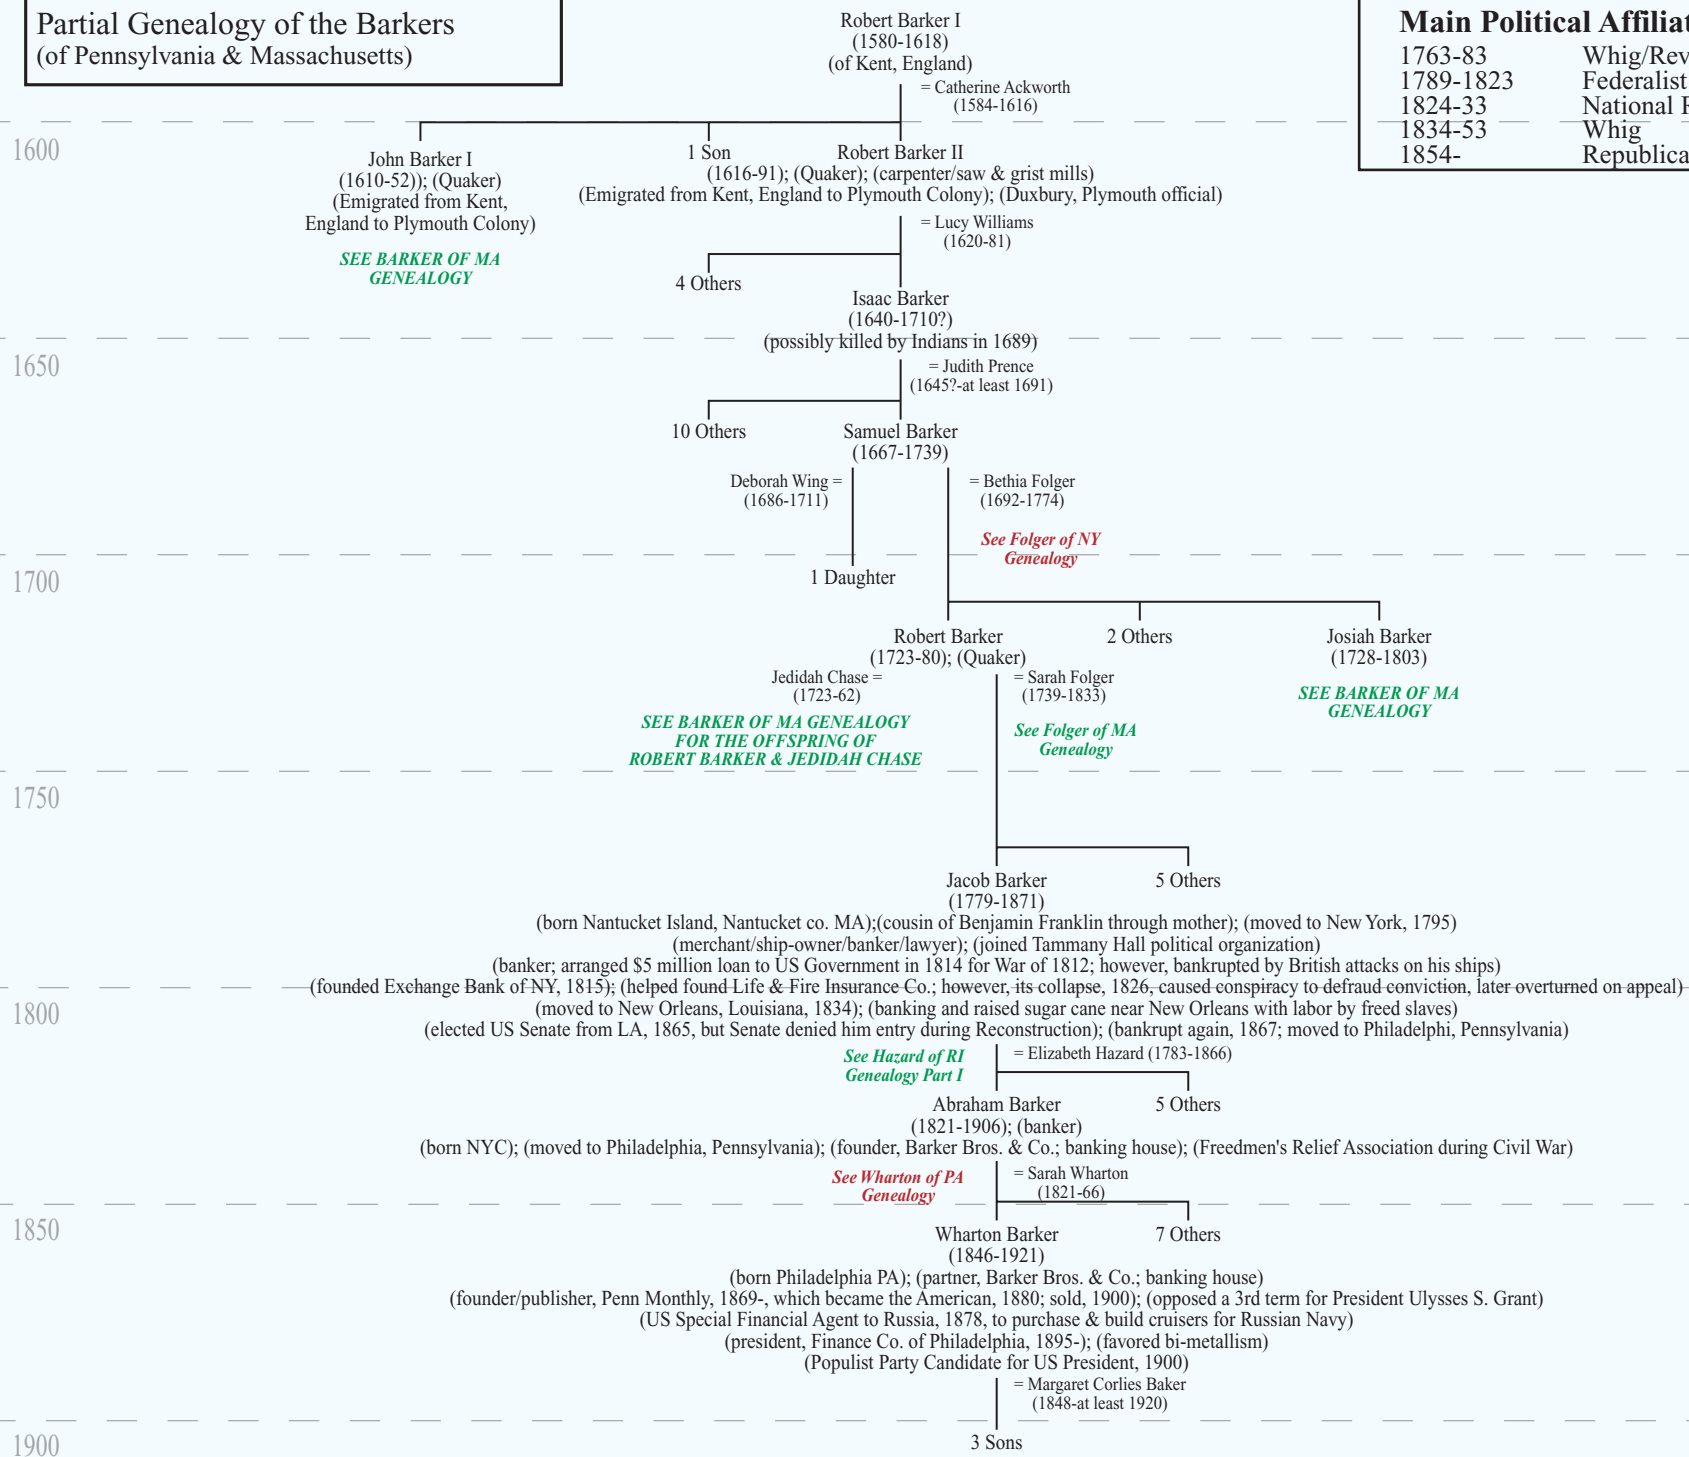 Partial Genealogy of the Barkers
(of Pennsylvania & Massachusetts)
Main Political Affiliat
1763-83 Whig/Rev
1789-1823 Federalist
1824-33 National R
1834-53 Whig
1854- Republica
Robert Barker I
(1580-1618)
(of Kent, England)
= Catherine Ackworth
(1584-1616)
1600
John Barker I
(1610-52)); (Quaker)
(Emigrated from Kent,
England to Plymouth Colony)
SEE BARKER OF MA
GENEALOGY
1 Son
Robert Barker II
(1616-91); (Quaker); (carpenter/saw & grist mills)
(Emigrated from Kent, England to Plymouth Colony); (Duxbury, Plymouth official)
= Lucy Williams
(1620-81)
4 Others
Isaac Barker
(1640-1710?)
(possibly killed by Indians in 1689)
1650
= Judith Prence
(1645?-at least 1691)
10 Others
Samuel Barker
(1667-1739)
Deborah Wing =
(1686-1711)
= Bethia Folger
(1692-1774)
See Folger of NY
Genealogy
1700
1 Daughter
Robert Barker
(1723-80); (Quaker)
2 Others
Josiah Barker
(1728-1803)
SEE BARKER OF MA
GENEALOGY
Jedidah Chase =
(1723-62)
SEE BARKER OF MA GENEALOGY
FOR THE OFFSPRING OF
ROBERT BARKER & JEDIDAH CHASE
= Sarah Folger
(1739-1833)
See Folger of MA
Genealogy
1750
Jacob Barker
(1779-1871)
5 Others
(born Nantucket Island, Nantucket co. MA);(cousin of Benjamin Franklin through mother); (moved to New York, 1795)
(merchant/ship-owner/banker/lawyer); (joined Tammany Hall political organization)
(banker; arranged $5 million loan to US Government in 1814 for War of 1812; however, bankrupted by British attacks on his ships)
(founded Exchange Bank of NY, 1815); (helped found Life & Fire Insurance Co.; however, its collapse, 1826, caused conspiracy to defraud conviction, later overturned on appeal)
1800
(moved to New Orleans, Louisiana, 1834); (banking and raised sugar cane near New Orleans with labor by freed slaves)
(elected US Senate from LA, 1865, but Senate denied him entry during Reconstruction); (bankrupt again, 1867; moved to Philadelphi, Pennsylvania)
See Hazard of RI
Genealogy Part I
= Elizabeth Hazard (1783-1866)
Abraham Barker
(1821-1906); (banker)
5 Others
(born NYC); (moved to Philadelphia, Pennsylvania); (founder, Barker Bros. & Co.; banking house); (Freedmen's Relief Association during Civil War)
See Wharton of PA
Genealogy
= Sarah Wharton
(1821-66)
1850
Wharton Barker
(1846-1921)
7 Others
(born Philadelphia PA); (partner, Barker Bros. & Co.; banking house)
(founder/publisher, Penn Monthly, 1869-, which became the American, 1880; sold, 1900); (opposed a 3rd term for President Ulysses S. Grant)
(US Special Financial Agent to Russia, 1878, to purchase & build cruisers for Russian Navy)
(president, Finance Co. of Philadelphia, 1895-); (favored bi-metallism)
(Populist Party Candidate for US President, 1900)
= Margaret Corlies Baker
(1848-at least 1920)
1900
3 Sons